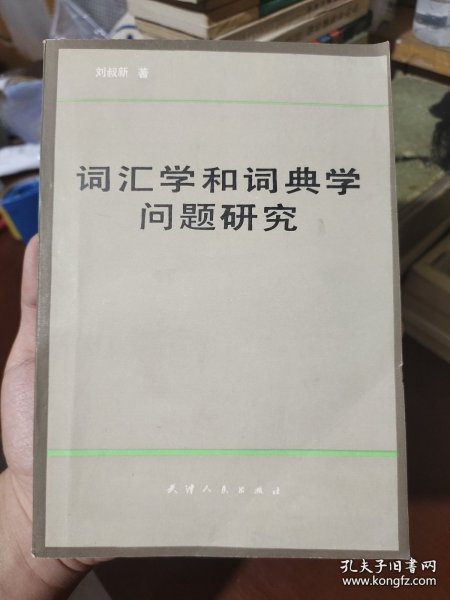 刘叔新 著
词汇学和词典学
问题研究
天津人民出版社
孔夫子旧书网
www.kongfz.com